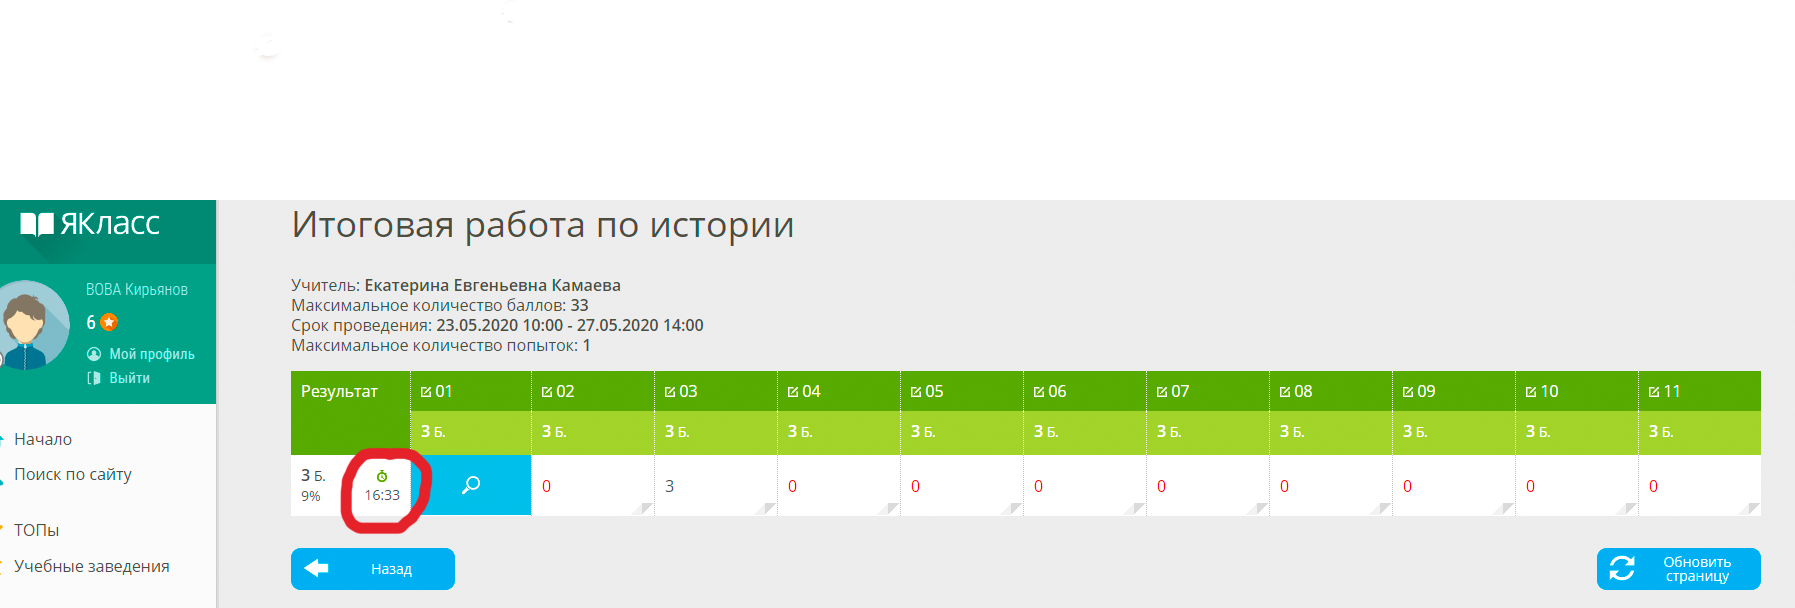 ЯКласс
ВОВА Кирьянов
6
Мой профиль
Выйти
Начало
Поиск по сайту
ТОПы
Учебные заведения
Итоговая работа по истории
Учитель: Екатерина Евгеньевна Камаева
Максимальное количество баллов: 33
Срок проведения: 23.05.2020 10:00 - 27.05.2020 14:00
Максимальное количество попыток: 1
Результат 01 02 03 04 05 06 07 08 09 10 11
3 Б. 3 Б. 3 Б. 3 Б. 3 Б. 3 Б. 3 Б. 3 Б. 3 Б. 3 Б. 3 Б.
3 Б. 0 3 0 0 0 0 0 0 0 0
9% 16:33
Назад
Обновить
страницу